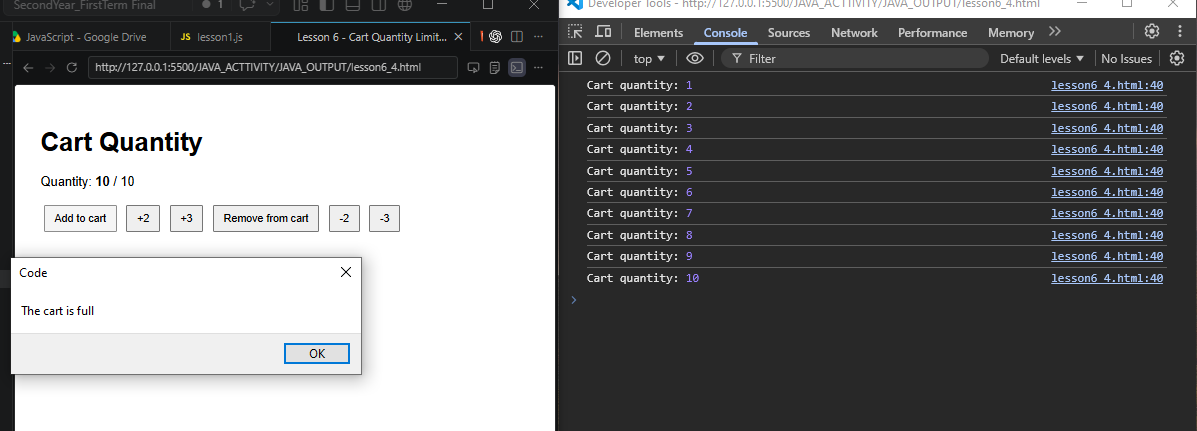 SecondYear_FirstTerm Final
1
JavaScript - Google Drive
JS lesson1.js
Lesson 6 - Cart Quantity Limit...
http://127.0.0.1:5500/JAVA_ACTTIVITY/JAVA_OUTPUT/lesson6_4.html
Cart Quantity
Quantity: 10 / 10
Add to cart
+2
+3
Remove from cart
-2
-3
Code
The cart is full
OK
Developer Tools - http://127.0.0.1:5500/JAVA_ACTTIVITY/JAVA_OUTPUT/lesson6_4.html
Elements Console Sources Network Performance Memory
top Filter Default levels No Issues
Cart quantity: 1 lesson6_4.html:40
Cart quantity: 2 lesson6_4.html:40
Cart quantity: 3 lesson6_4.html:40
Cart quantity: 4 lesson6_4.html:40
Cart quantity: 5 lesson6_4.html:40
Cart quantity: 6 lesson6_4.html:40
Cart quantity: 7 lesson6_4.html:40
Cart quantity: 8 lesson6_4.html:40
Cart quantity: 9 lesson6_4.html:40
Cart quantity: 10 lesson6_4.html:40